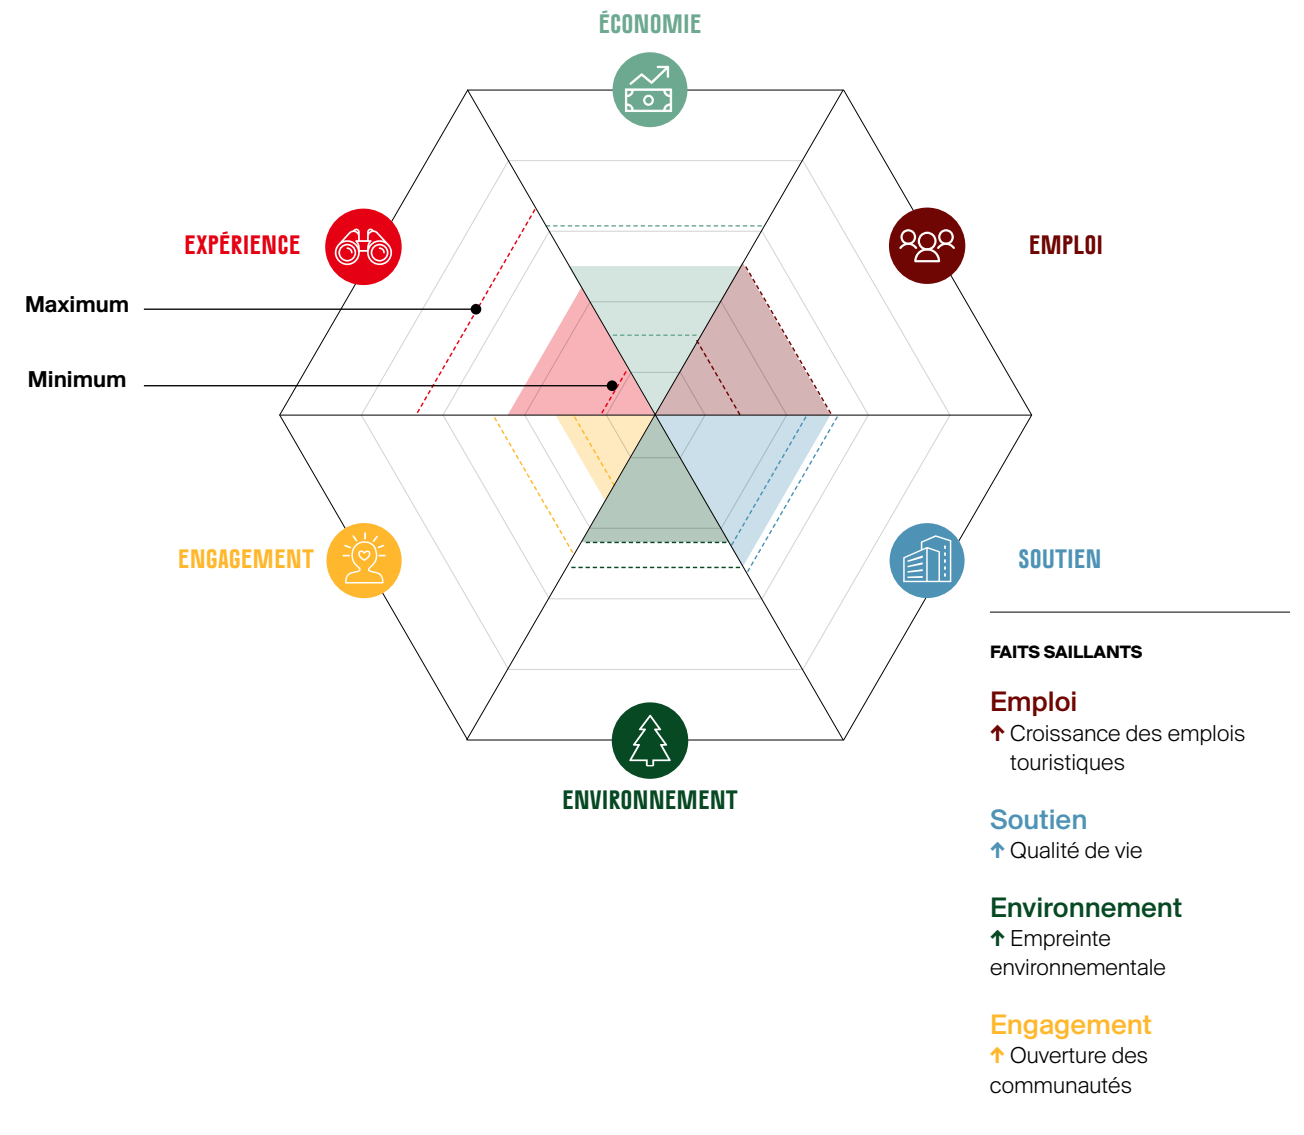 ÉCONOMIE
EXPÉRIENCE
EMPLOI
Maximum
Minimum
ENGAGEMENT
SOUTIEN
ENVIRONNEMENT
FAITS SAILLANTS
Emploi
↑ Croissance des emplois
touristiques
Soutien
↑ Qualité de vie
Environnement
↑ Empreinte
environnementale
Engagement
↑ Ouverture des
communautés